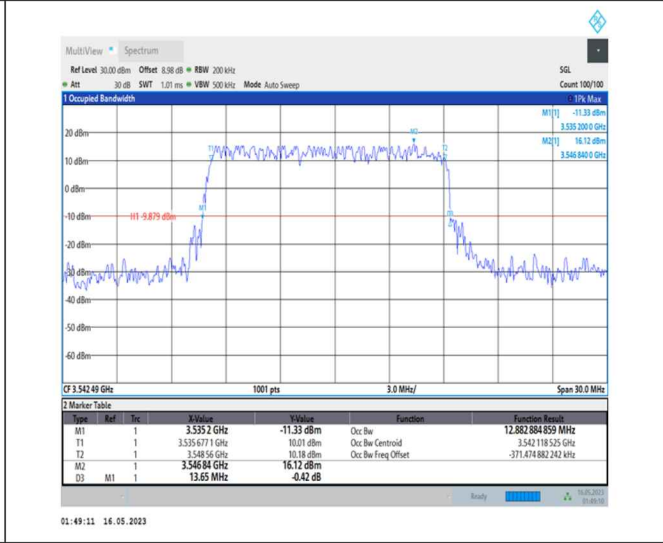 MultiView Spectrum
Ref Level 30.00 dBm Offset 8.98 dB RBW 200 kHz SGL
Att 30 dB SWT 1.01 ms VBW 500 kHz Mode Auto Sweep Count 100/100
1 Occupied Bandwidth 1Pk Max
M1[1] -11.33 dBm
3.535 200 0 GHz
M2[1] 16.12 dBm
3.546 840 0 GHz
20 dBm
M2
T1
T2
10 dBm
0 dBm
M1
-10 dBm H1 -9.879 dBm
D3
-20 dBm
-30 dBm
-40 dBm
-50 dBm
-60 dBm
CF 3.542 49 GHz 1001 pts 3.0 MHz/ Span 30.0 MHz
2 Marker Table
Type Ref Trc X-Value Y-Value Function Function Result
M1 1 3.535 2 GHz -11.33 dBm Occ Bw 12.882 884 859 MHz
T1 1 3.535 677 1 GHz 10.01 dBm Occ Bw Centroid 3.542 118 525 GHz
T2 1 3.548 56 GHz 10.18 dBm Occ Bw Freq Offset -371.474 882 242 kHz
M2 1 3.546 84 GHz 16.12 dBm
D3 M1 1 13.65 MHz -0.42 dB
Ready 16.05.2023
01:49:10
01:49:11 16.05.2023